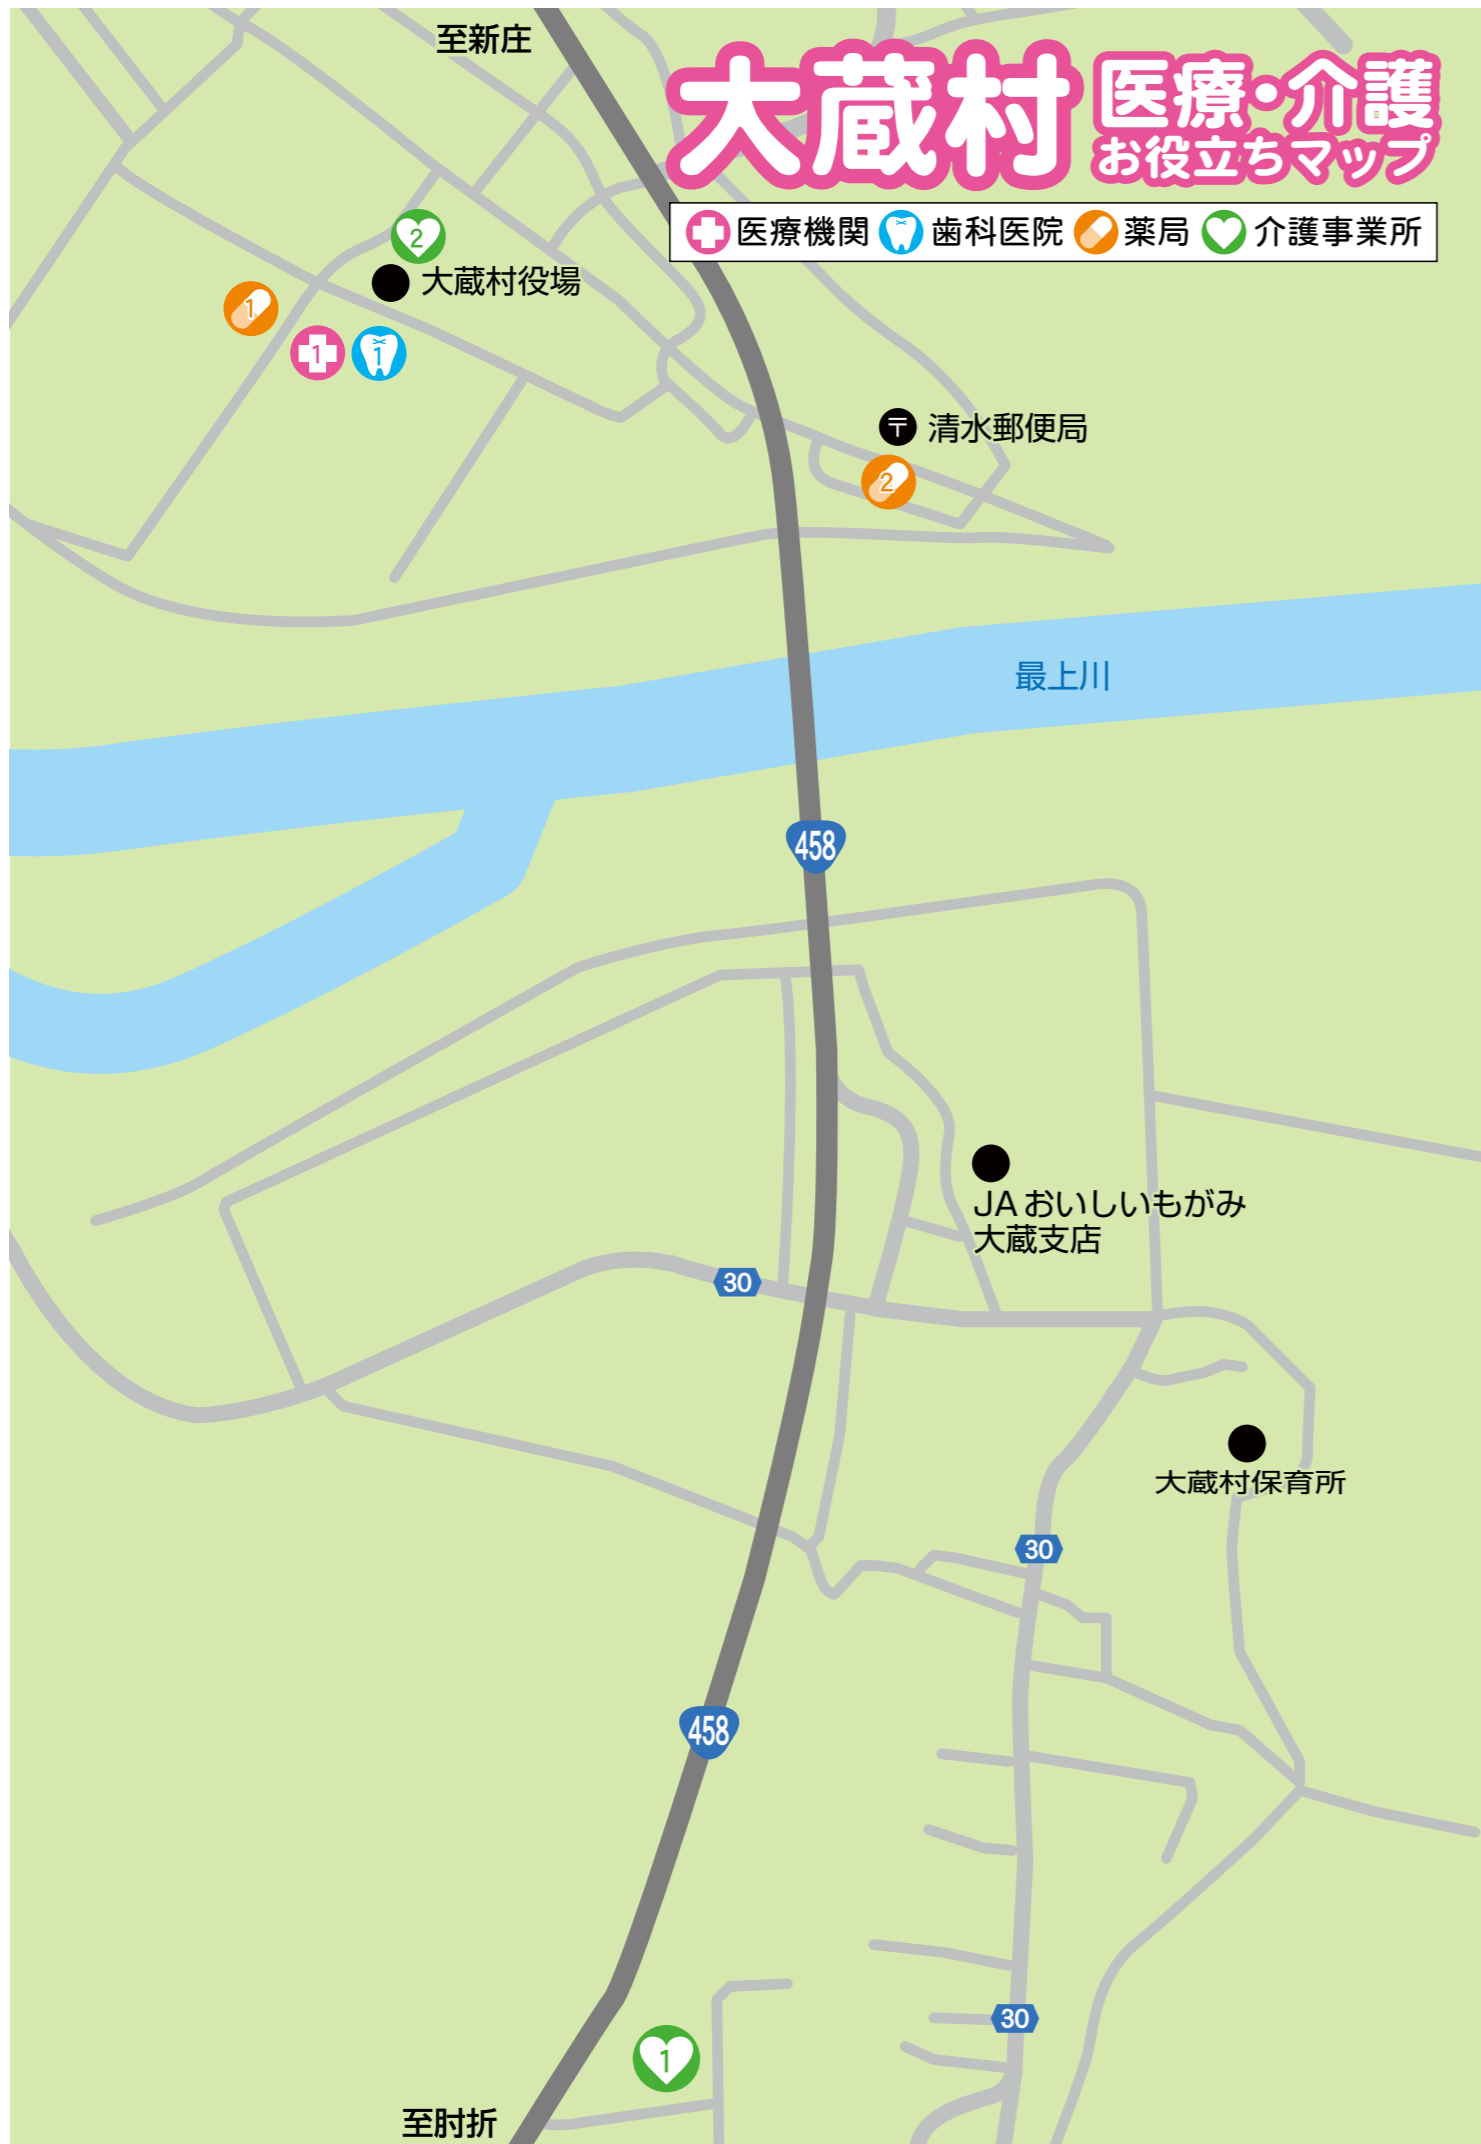 至新庄
大蔵村
医療・介護
お役立ちマップ
医療機関 歯科医院 薬局 介護事業所
2
大蔵村役場
1
1
1
〒 清水郵便局
2
最上川
458
JAおいしいもがみ
大蔵支店
30
大蔵村保育所
30
458
30
1
至肘折